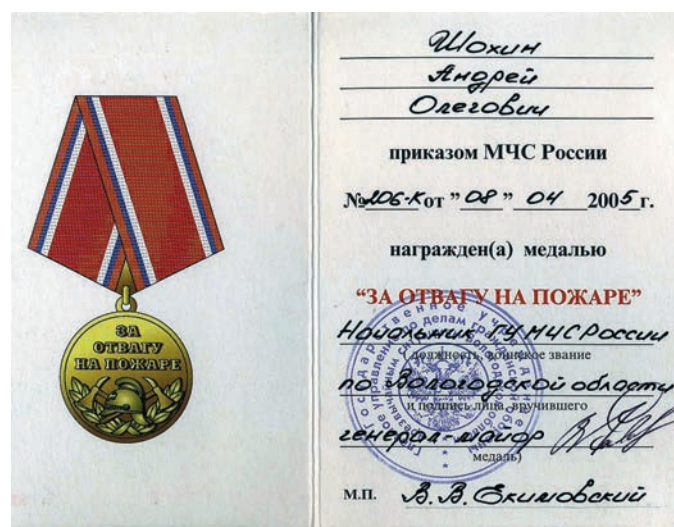 ЗА
ОТВАГУ
НА ПОЖАРЕ
Шохин
Андрей
Олегович
приказом МЧС России
№206-К от "08" 04 2005 г.
награжден(а) медалью
“ЗА ОТВАГУ НА ПОЖАРЕ”
Начальник ГУ МЧС России
должность, воинское звание
по Вологодской области
и подпись лица, вручившего
генерал-майор
медаль)
М.П. В.В. Екимовский